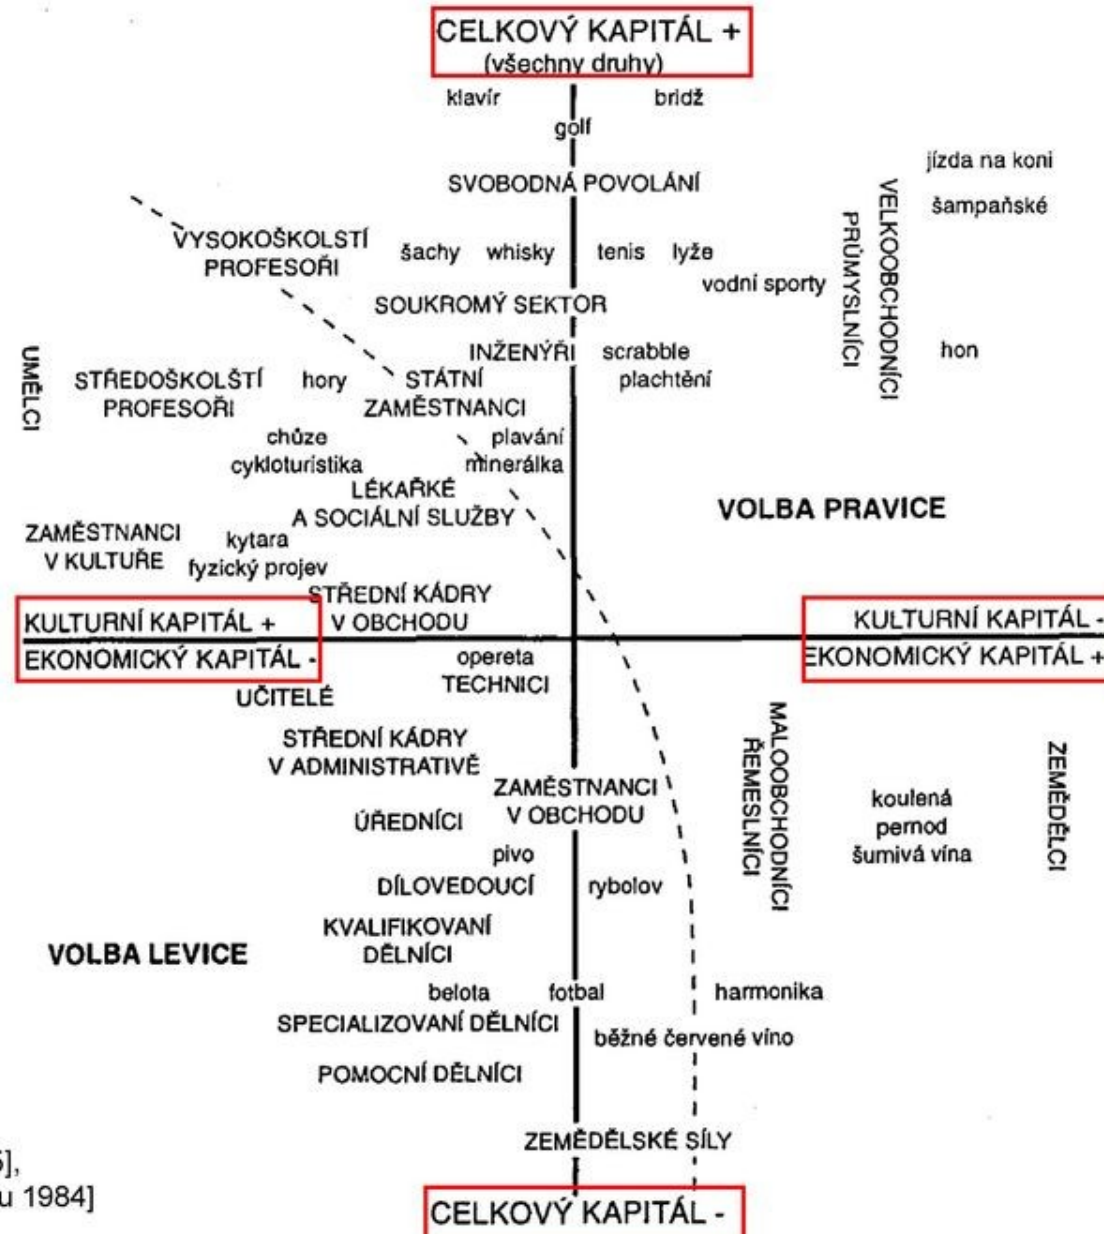 CELKOVÝ KAPITÁL +
(všechny druhy)
klavír bridž
golf
jízda na koni
SVOBODNÁ POVOLÁNÍ
šampaňské
VELKOOBCHODNÍCI
PRŮMYSLNÍCI
VYSOKOŠKOLSTÍ
PROFESOŘI
šachy whisky tenis lyže
vodní sporty
SOUKROMÝ SEKTOR
INŽENÝŘI scrabble
hon
plachtění
UMĚLCI
STŘEDOŠKOLŠTÍ
PROFESOŘI
hory
STÁTNÍ
ZAMĚSTNANCI
chůze
cykloturistika
plavání
minerálka
LÉKAŘKÉ
A SOCIÁLNÍ SLUŽBY
VOLBA PRAVICE
ZAMĚSTNANCI
V KULTUŘE
kytara
fyzický projev
STŘEDNÍ KÁDRY
V OBCHODU
KULTURNÍ KAPITÁL +
EKONOMICKÝ KAPITÁL -
KULTURNÍ KAPITÁL -
EKONOMICKÝ KAPITÁL +
opereta
TECHNICI
UČITELÉ
STŘEDNÍ KÁDRY
V ADMINISTRATIVĚ
MALOOBCHODNÍCI
ŘEMESLNÍCI
ZEMĚDĚLCI
ZAMĚSTNANCI
V OBCHODU
koulená
pernod
šumivá vína
ÚŘEDNÍCI
pivo
DÍLOVEDOUCÍ rybolov
KVALIFIKOVANÍ
DĚLNÍCI
VOLBA LEVICE
belota fotbal harmonika
SPECIALIZOVANÍ DĚLNÍCI
běžné červené víno
POMOCNÍ DĚLNÍCI
ZEMĚDĚLSKÉ SÍLY
],
u 1984]
CELKOVÝ KAPITÁL -